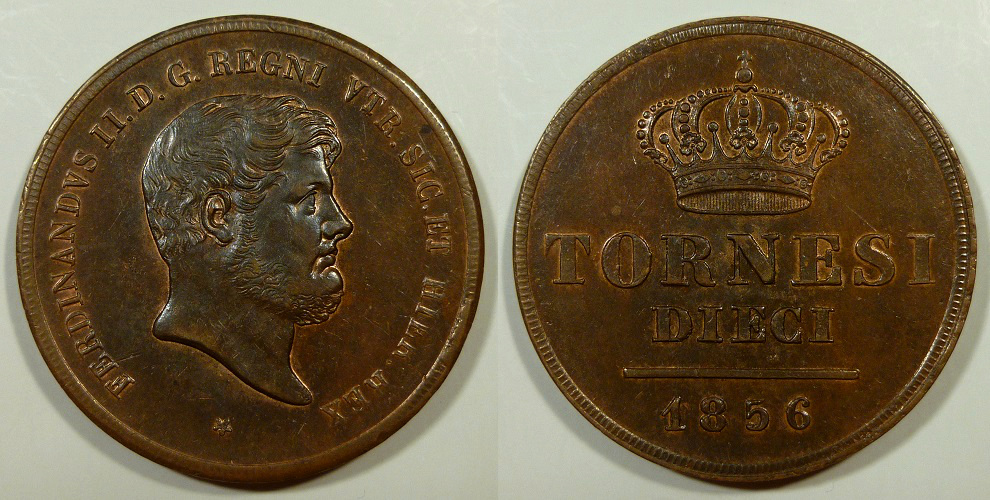 FERDINANDVS II. D. G. REGNI VTR. SIC. ET HIER. REX
TORNESI
DIECI
1856